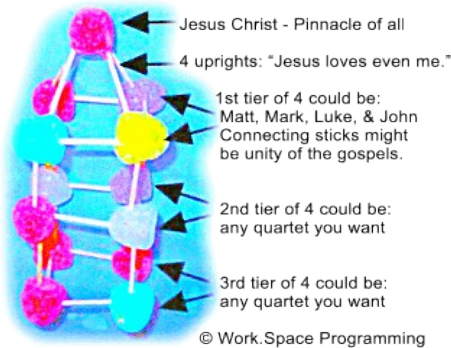 Jesus Christ - Pinnacle of all
4 uprights: “Jesus loves even me.”
1st tier of 4 could be:
Matt, Mark, Luke, & John
Connecting sticks might
be unity of the gospels.
2nd tier of 4 could be:
any quartet you want
3rd tier of 4 could be:
any quartet you want
© Work.Space Programming